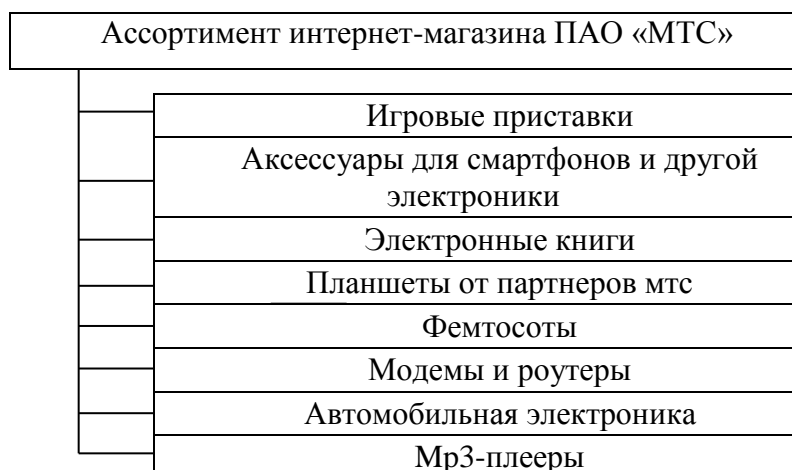 Ассортимент интернет-магазина ПАО «МТС»
Игровые приставки
Аксессуары для смартфонов и другой
электроники
Электронные книги
Планшеты от партнеров мтс
Фемтосоты
Модемы и роутеры
Автомобильная электроника
Mp3-плееры